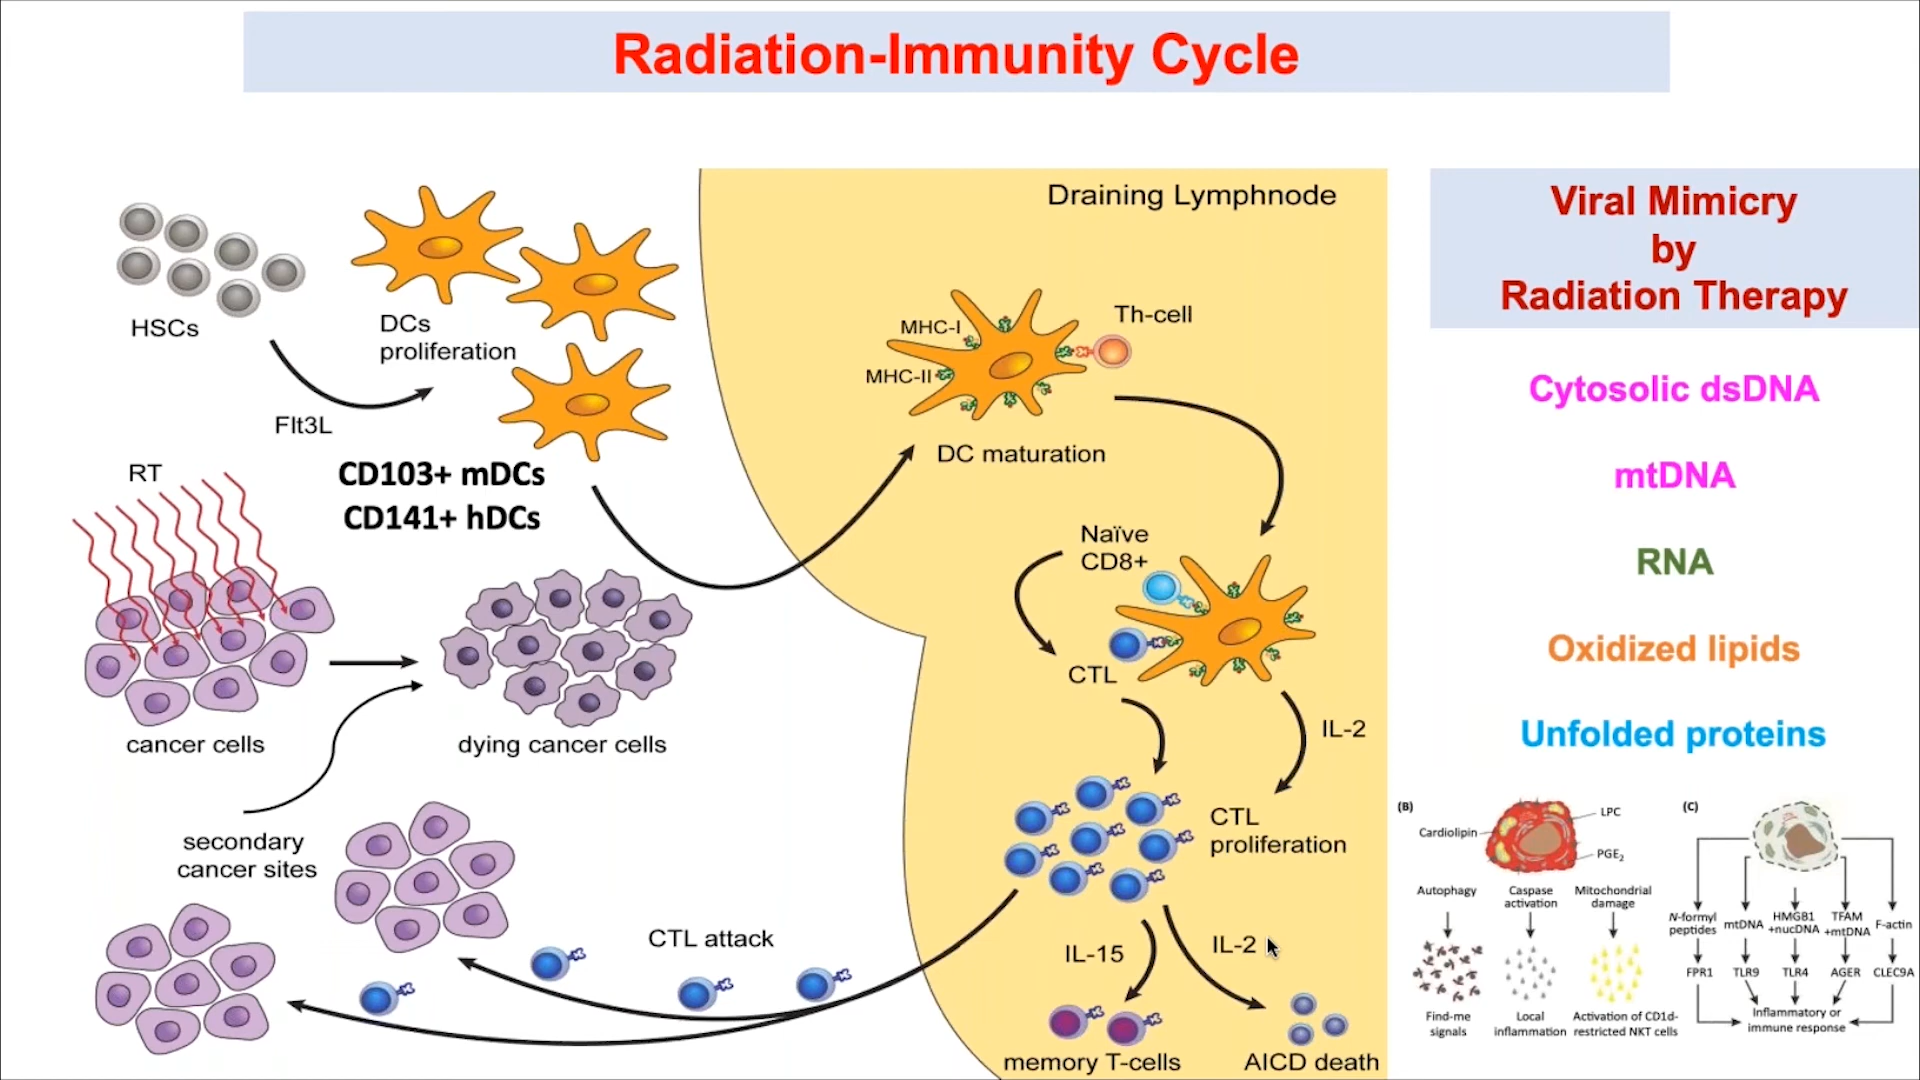 Radiation-Immunity Cycle
HSCs
DCs
proliferation
Flt3L
CD103+ mDCs
CD141+ hDCs
RT
cancer cells
dying cancer cells
secondary
cancer sites
CTL attack
Draining Lymphnode
MHC-I
MHC-II
Th-cell
DC maturation
Naïve
CD8+
CTL
IL-2
CTL
proliferation
IL-15
IL-2
memory T-cells
AICD death
Viral Mimicry
by
Radiation Therapy
Cytosolic dsDNA
mtDNA
RNA
Oxidized lipids
Unfolded proteins
(B)
LPC
Cardiolipin
PGE2
Autophagy
Caspase
activation
Mitochondrial
damage
Find-me
signals
Local
inflammation
Activation of CD1d-
restricted NKT cells
(C)
N-formyl
peptides
mtDNA
HMGB1
+nucDNA
TFAM
+mtDNA
F-actin
FPR1
TLR9
TLR4
AGER
CLEC9A
Inflammatory or
immune response